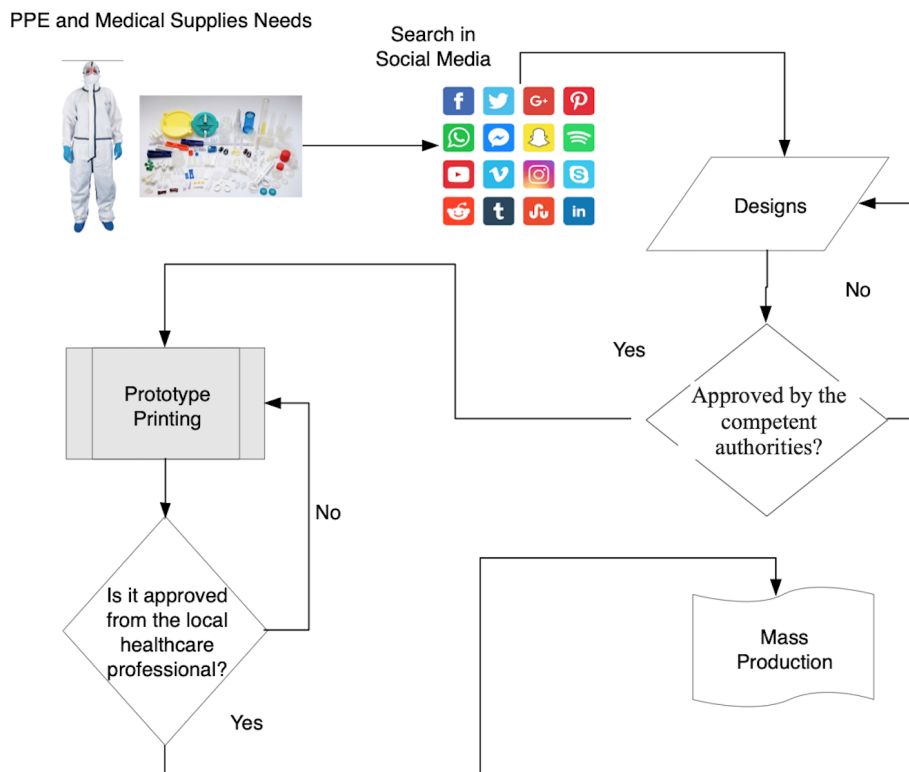 PPE and Medical Supplies Needs
Search in
Social Media
f
G+
t
in
Designs
No
Yes
Approved by the
competent
authorities?
Prototype
Printing
No
Is it approved
from the local
healthcare
professional?
Yes
Mass
Production